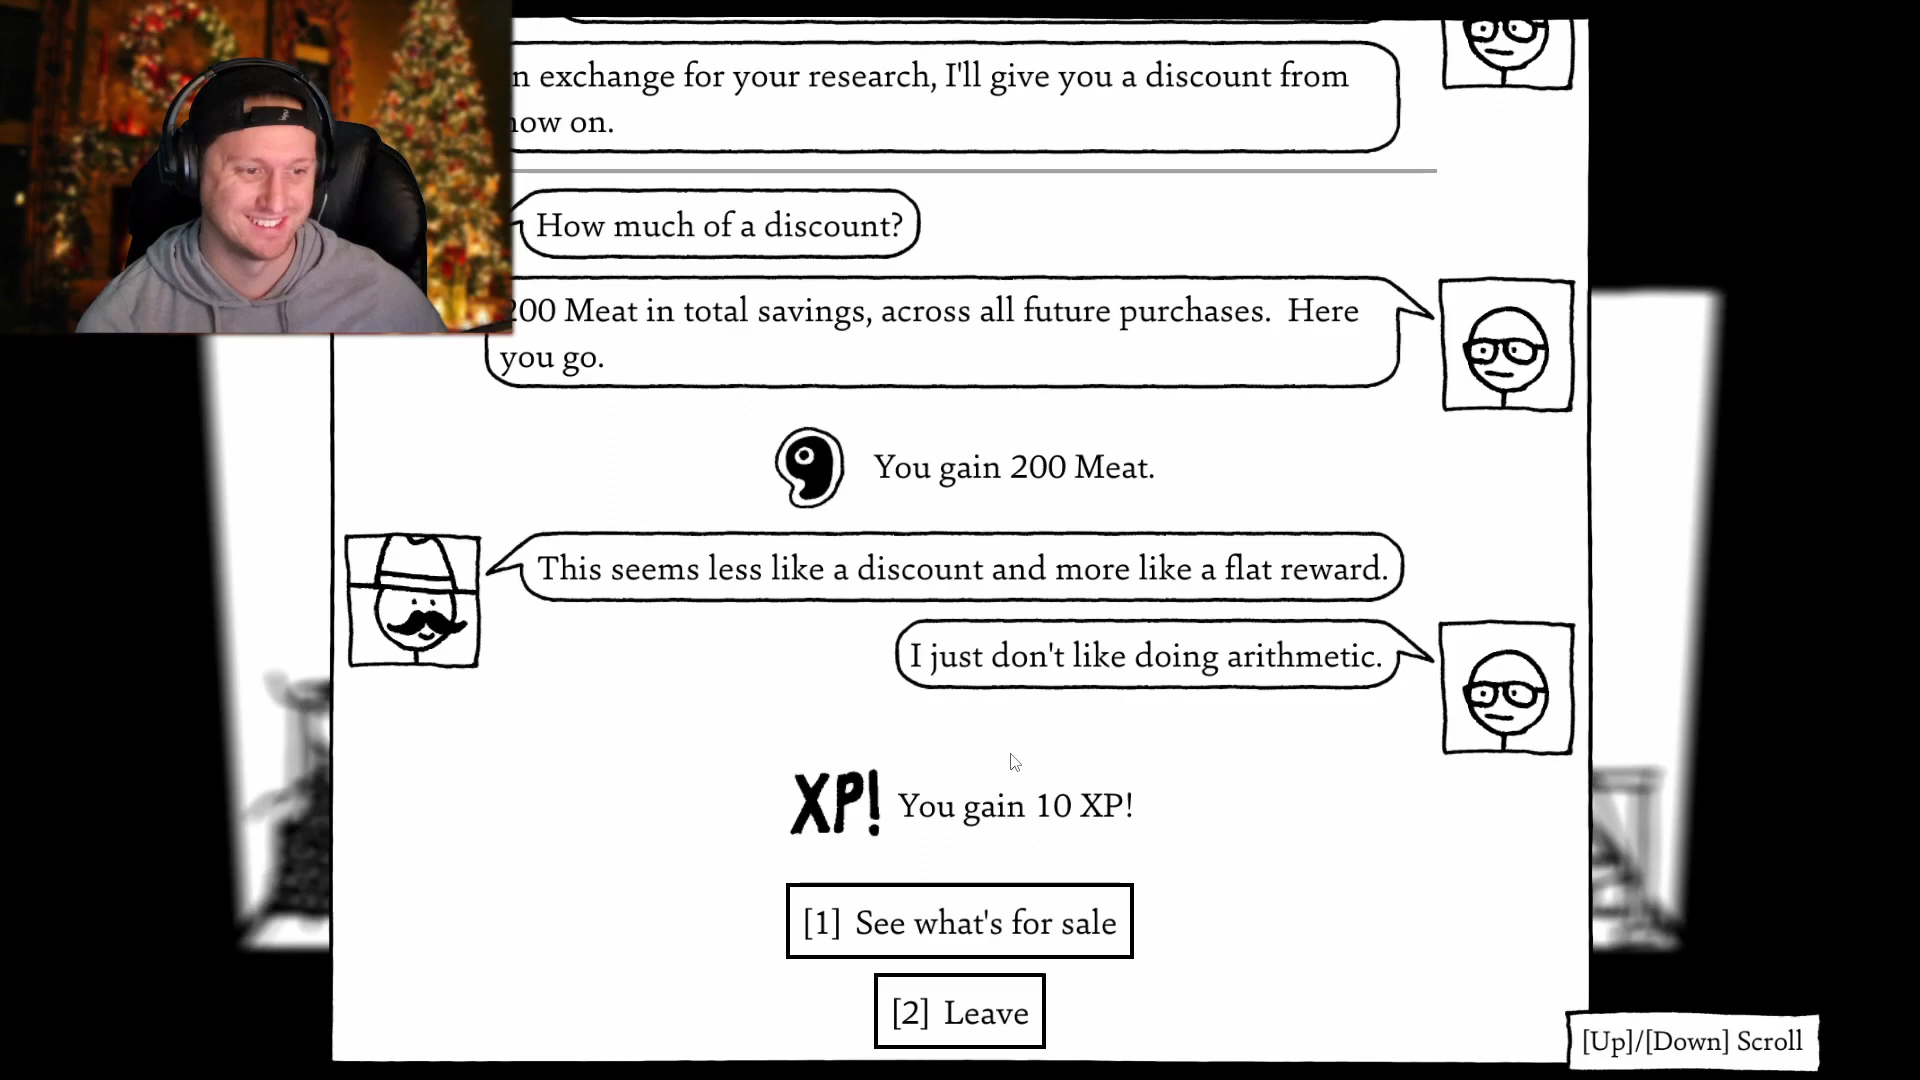 n exchange for your research, I'll give you a discount from
now on.
How much of a discount?
200 Meat in total savings, across all future purchases.  Here
you go.
You gain 200 Meat.
This seems less like a discount and more like a flat reward.
I just don't like doing arithmetic.
XP! You gain 10 XP!
[1] See what's for sale
[2] Leave
[Up]/[Down] Scroll